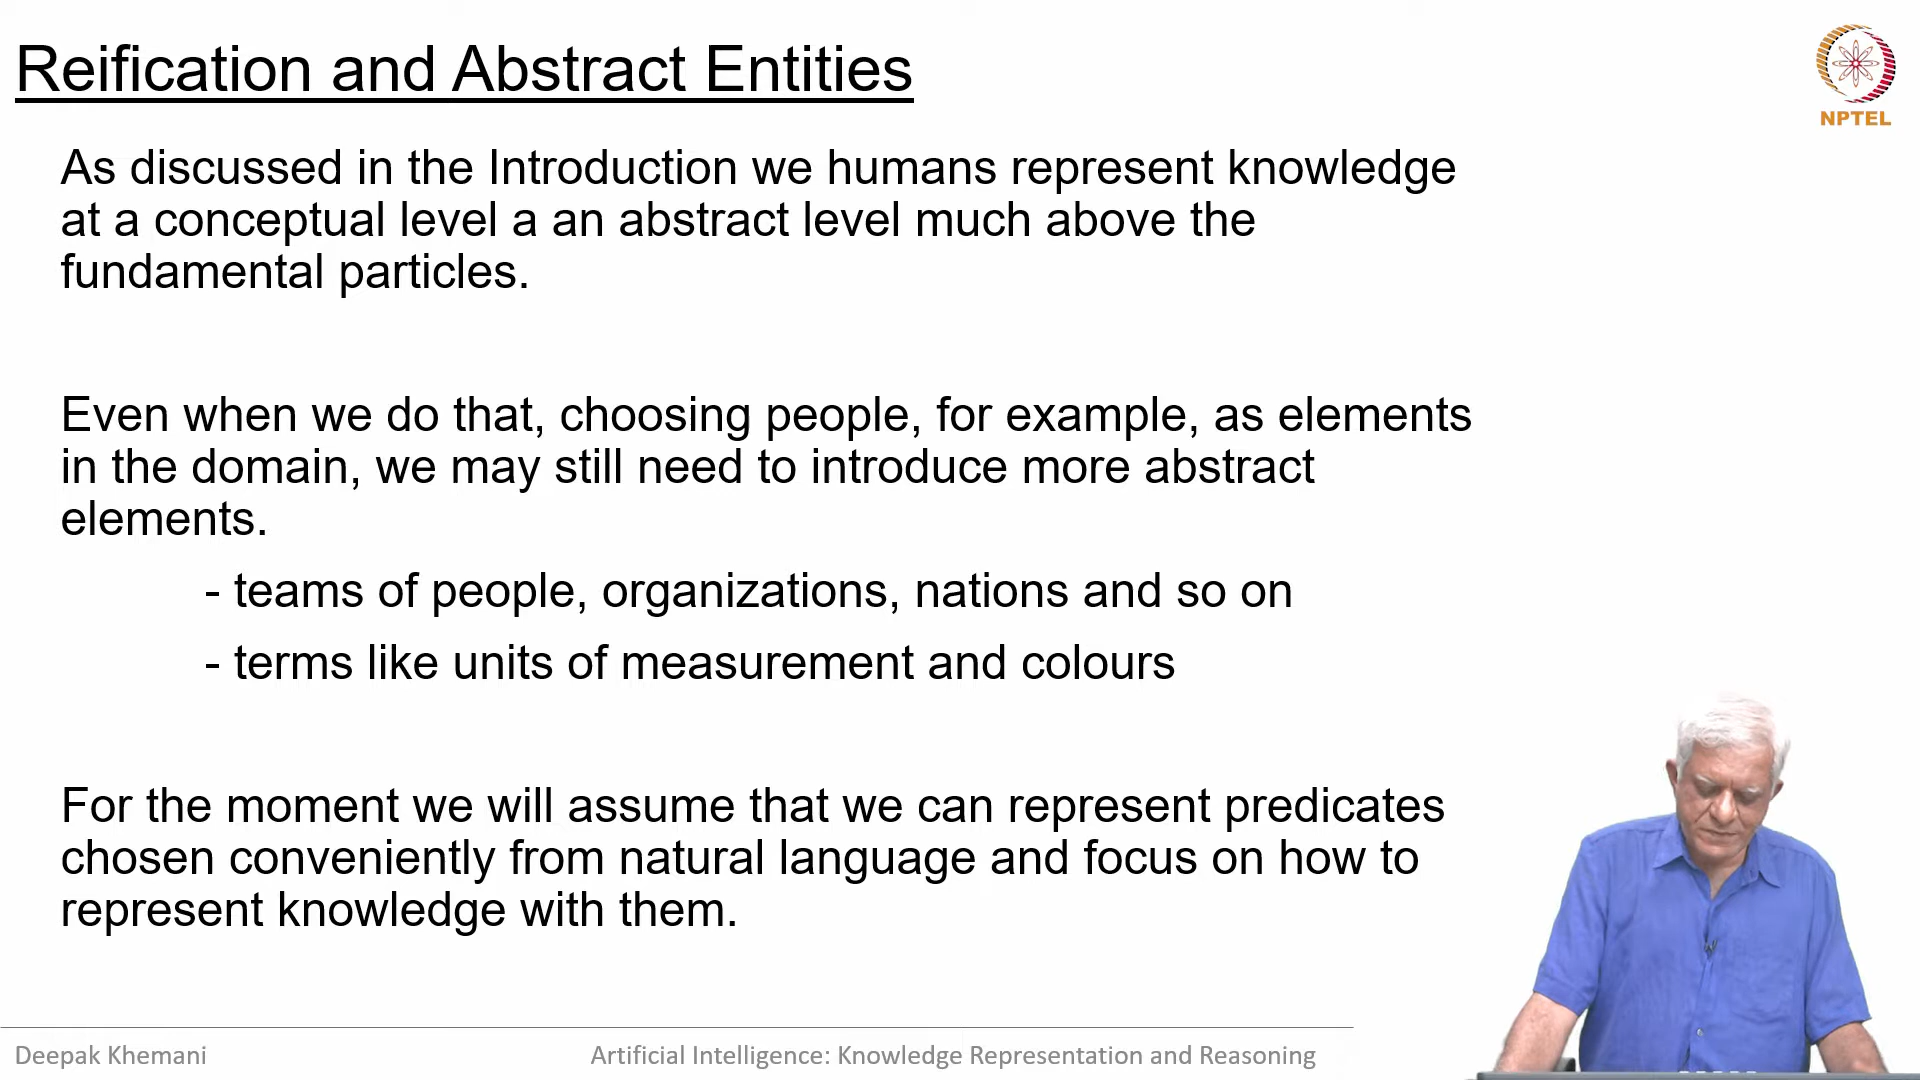 Reification and Abstract Entities
NPTEL
As discussed in the Introduction we humans represent knowledge
at a conceptual level a an abstract level much above the
fundamental particles.
Even when we do that, choosing people, for example, as elements
in the domain, we may still need to introduce more abstract
elements.
- teams of people, organizations, nations and so on
- terms like units of measurement and colours
For the moment we will assume that we can represent predicates
chosen conveniently from natural language and focus on how to
represent knowledge with them.
Deepak Khemani
Artificial Intelligence: Knowledge Representation and Reasoning